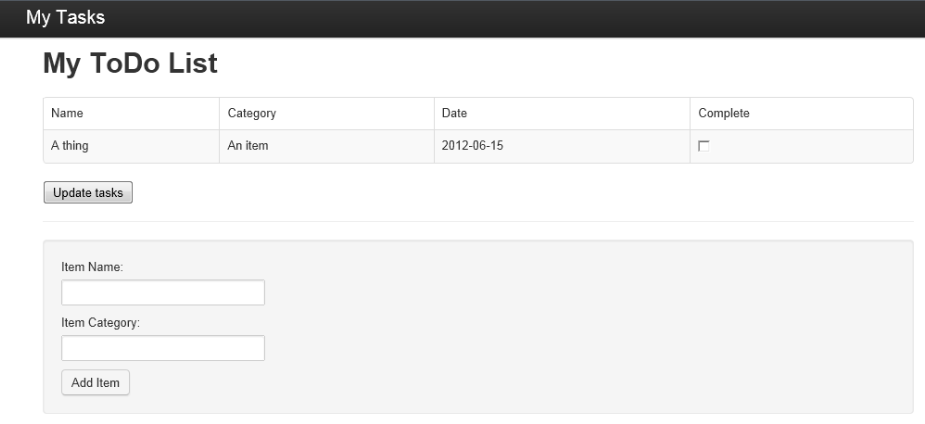 My Tasks
My ToDo List
Name Category Date Complete
A thing An item 2012-06-15
Update tasks
Item Name:
Item Category:
Add Item